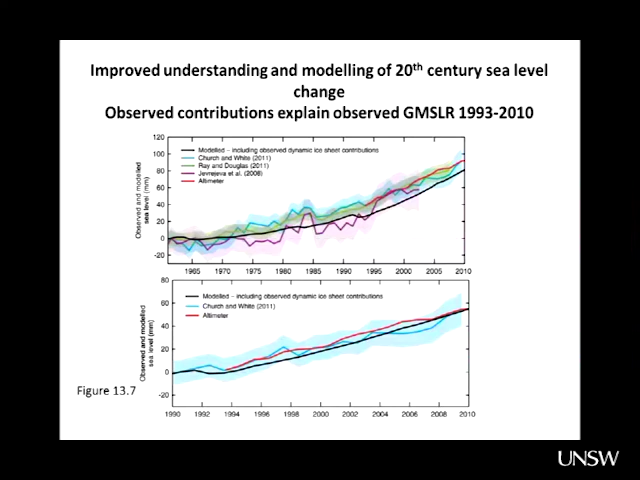 Improved understanding and modelling of 20th century sea level
change
Observed contributions explain observed GMSLR 1993-2010
120
100
80
60
40
20
0
-20
Observed and modelled
sea level (mm)
Modelled – including observed dynamic ice sheet contributions
Church and White (2011)
Ray and Douglas (2011)
Jevrejeva et al. (2008)
Altimeter
1965 1970 1975 1980 1985 1990 1995 2000 2005 2010
80
60
40
20
0
-20
Observed and modelled
sea level (mm)
Modelled – including observed dynamic ice sheet contributions
Church and White (2011)
Altimeter
1990 1992 1994 1996 1998 2000 2002 2004 2006 2008 2010
Figure 13.7
UNSW